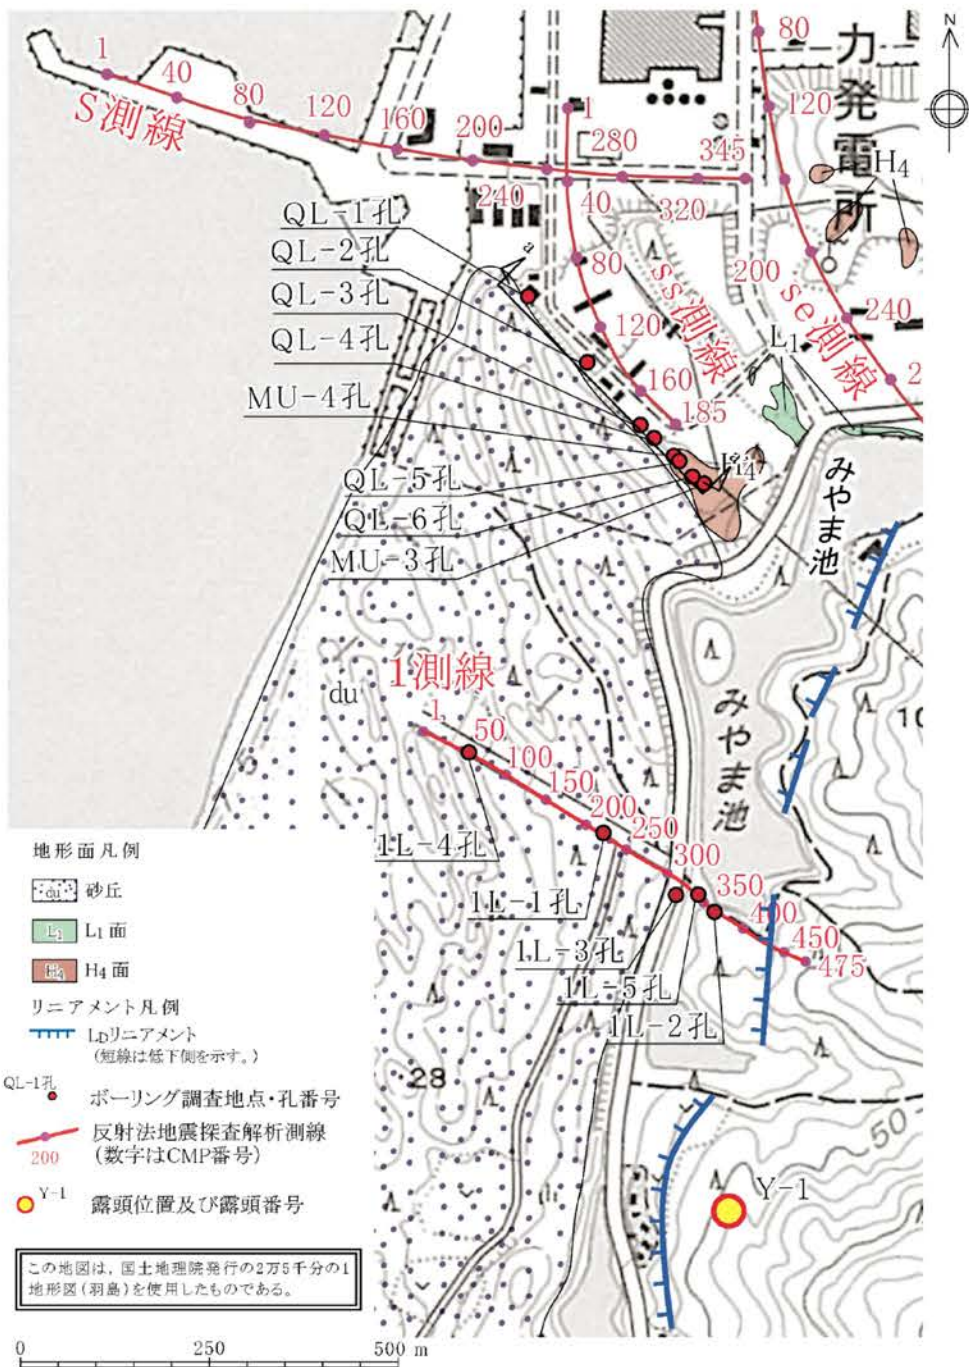 N
1
40
80
120
160
200
240
280
320
345
S測線
1
40
80
120
160
185
ss測線
80
120
200
240
2
se測線
力発電所
H4
L1
H4
QL-1孔
QL-2孔
QL-3孔
QL-4孔
MU-4孔
QL-5孔
QL-6孔
MU-3孔
a
みやま池
みやま池
du
1測線
1
50
100
150
200
250
300
350
400
450
475
1L-4孔
1L-1孔
1L-3孔
1L-5孔
1L-2孔
10
・28
50
Y-1
地形面凡例
du 砂丘
L1 L1面
H4 H4面
リニアメント凡例
LDリニアメント
(短線は低下側を示す。)
QL-1孔
ボーリング調査地点・孔番号
反射法地震探査解析測線
200 (数字はCMP番号)
Y-1
露頭位置及び露頭番号
この地図は、国土地理院発行の2万5千分の1
地形図(羽島)を使用したものである。
0 250 500 m